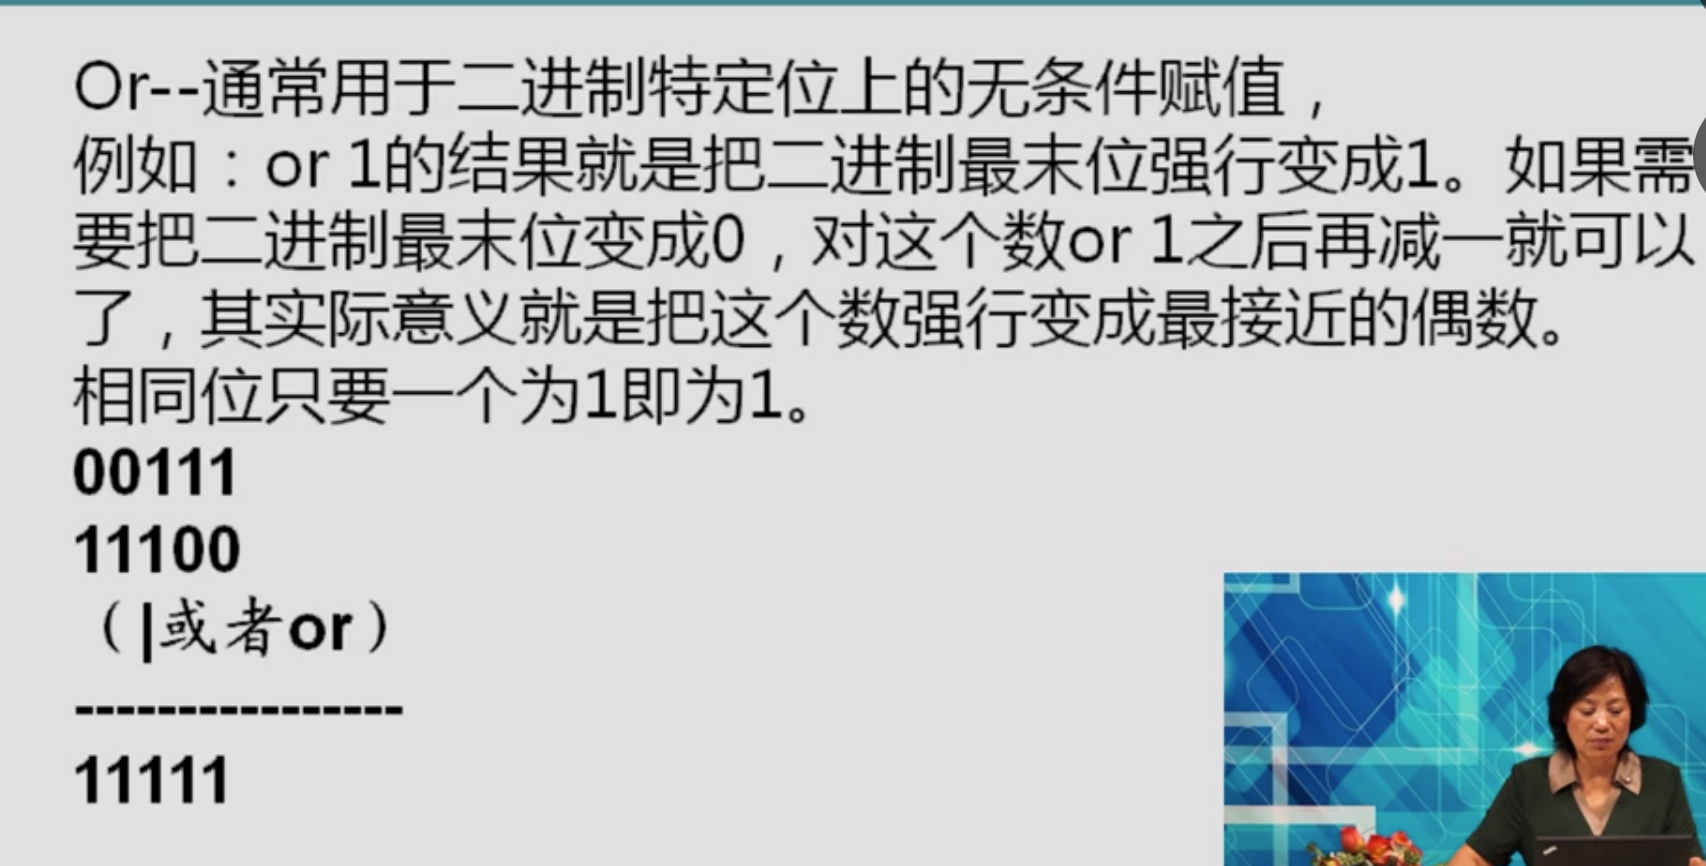 Or--通常用于二进制特定位上的无条件赋值，
例如：or 1的结果就是把二进制最末位强行变成1。如果需
要把二进制最末位变成0，对这个数or 1之后再减一就可以
了，其实际意义就是把这个数强行变成最接近的偶数。
相同位只要一个为1即为1。
00111
11100
（|或者or）
----------------
11111